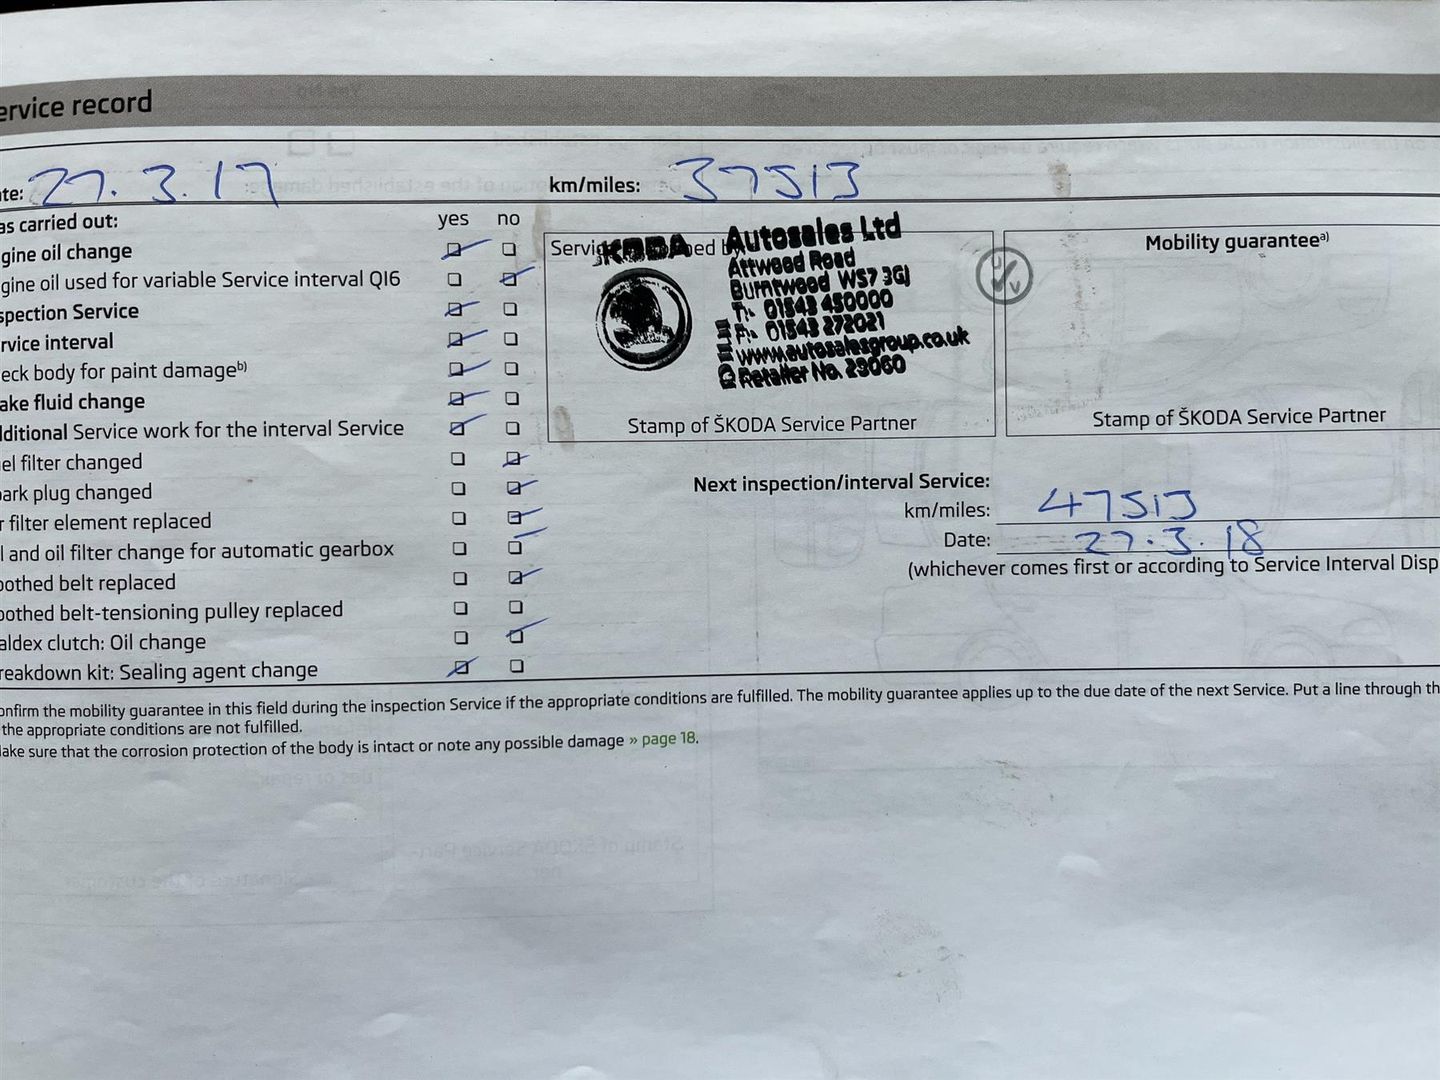 ervice record
te: 27.3.17 km/miles: 37513
as carried out: yes no
gine oil change
gine oil used for variable Service interval QI6
spection Service
rvice interval
eck body for paint damageb)
ake fluid change
ditional Service work for the interval Service
el filter changed
ark plug changed
r filter element replaced
l and oil filter change for automatic gearbox
oothed belt replaced
oothed belt-tensioning pulley replaced
aldex clutch: Oil change
reakdown kit: Sealing agent change
ŠKODA
Autosales Ltd
Attwood Road
Burntwood WS7 3GJ
T: 01543 450000
F: 01543 272021
www.autosalesgroup.co.uk
Retailer No. 29060
Stamp of ŠKODA Service Partner
Mobility guaranteea)
Stamp of ŠKODA Service Partner
Next inspection/interval Service:
km/miles: 47513
Date: 27.3.18
(whichever comes first or according to Service Interval Disp
onfirm the mobility guarantee in this field during the inspection Service if the appropriate conditions are fulfilled. The mobility guarantee applies up to the due date of the next Service. Put a line through th
the appropriate conditions are not fulfilled.
ake sure that the corrosion protection of the body is intact or note any possible damage » page 18.